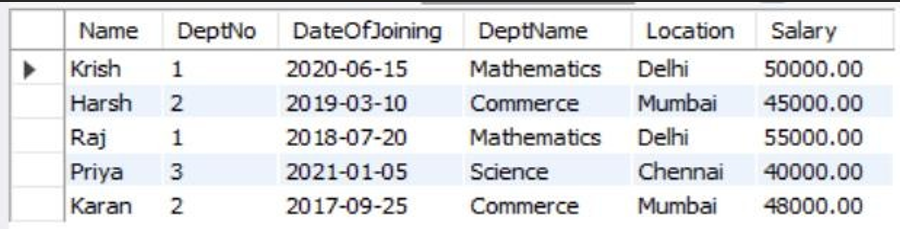 Name DeptNo DateOfJoining DeptName Location Salary
Krish 1 2020-06-15 Mathematics Delhi 50000.00
Harsh 2 2019-03-10 Commerce Mumbai 45000.00
Raj 1 2018-07-20 Mathematics Delhi 55000.00
Priya 3 2021-01-05 Science Chennai 40000.00
Karan 2 2017-09-25 Commerce Mumbai 48000.00